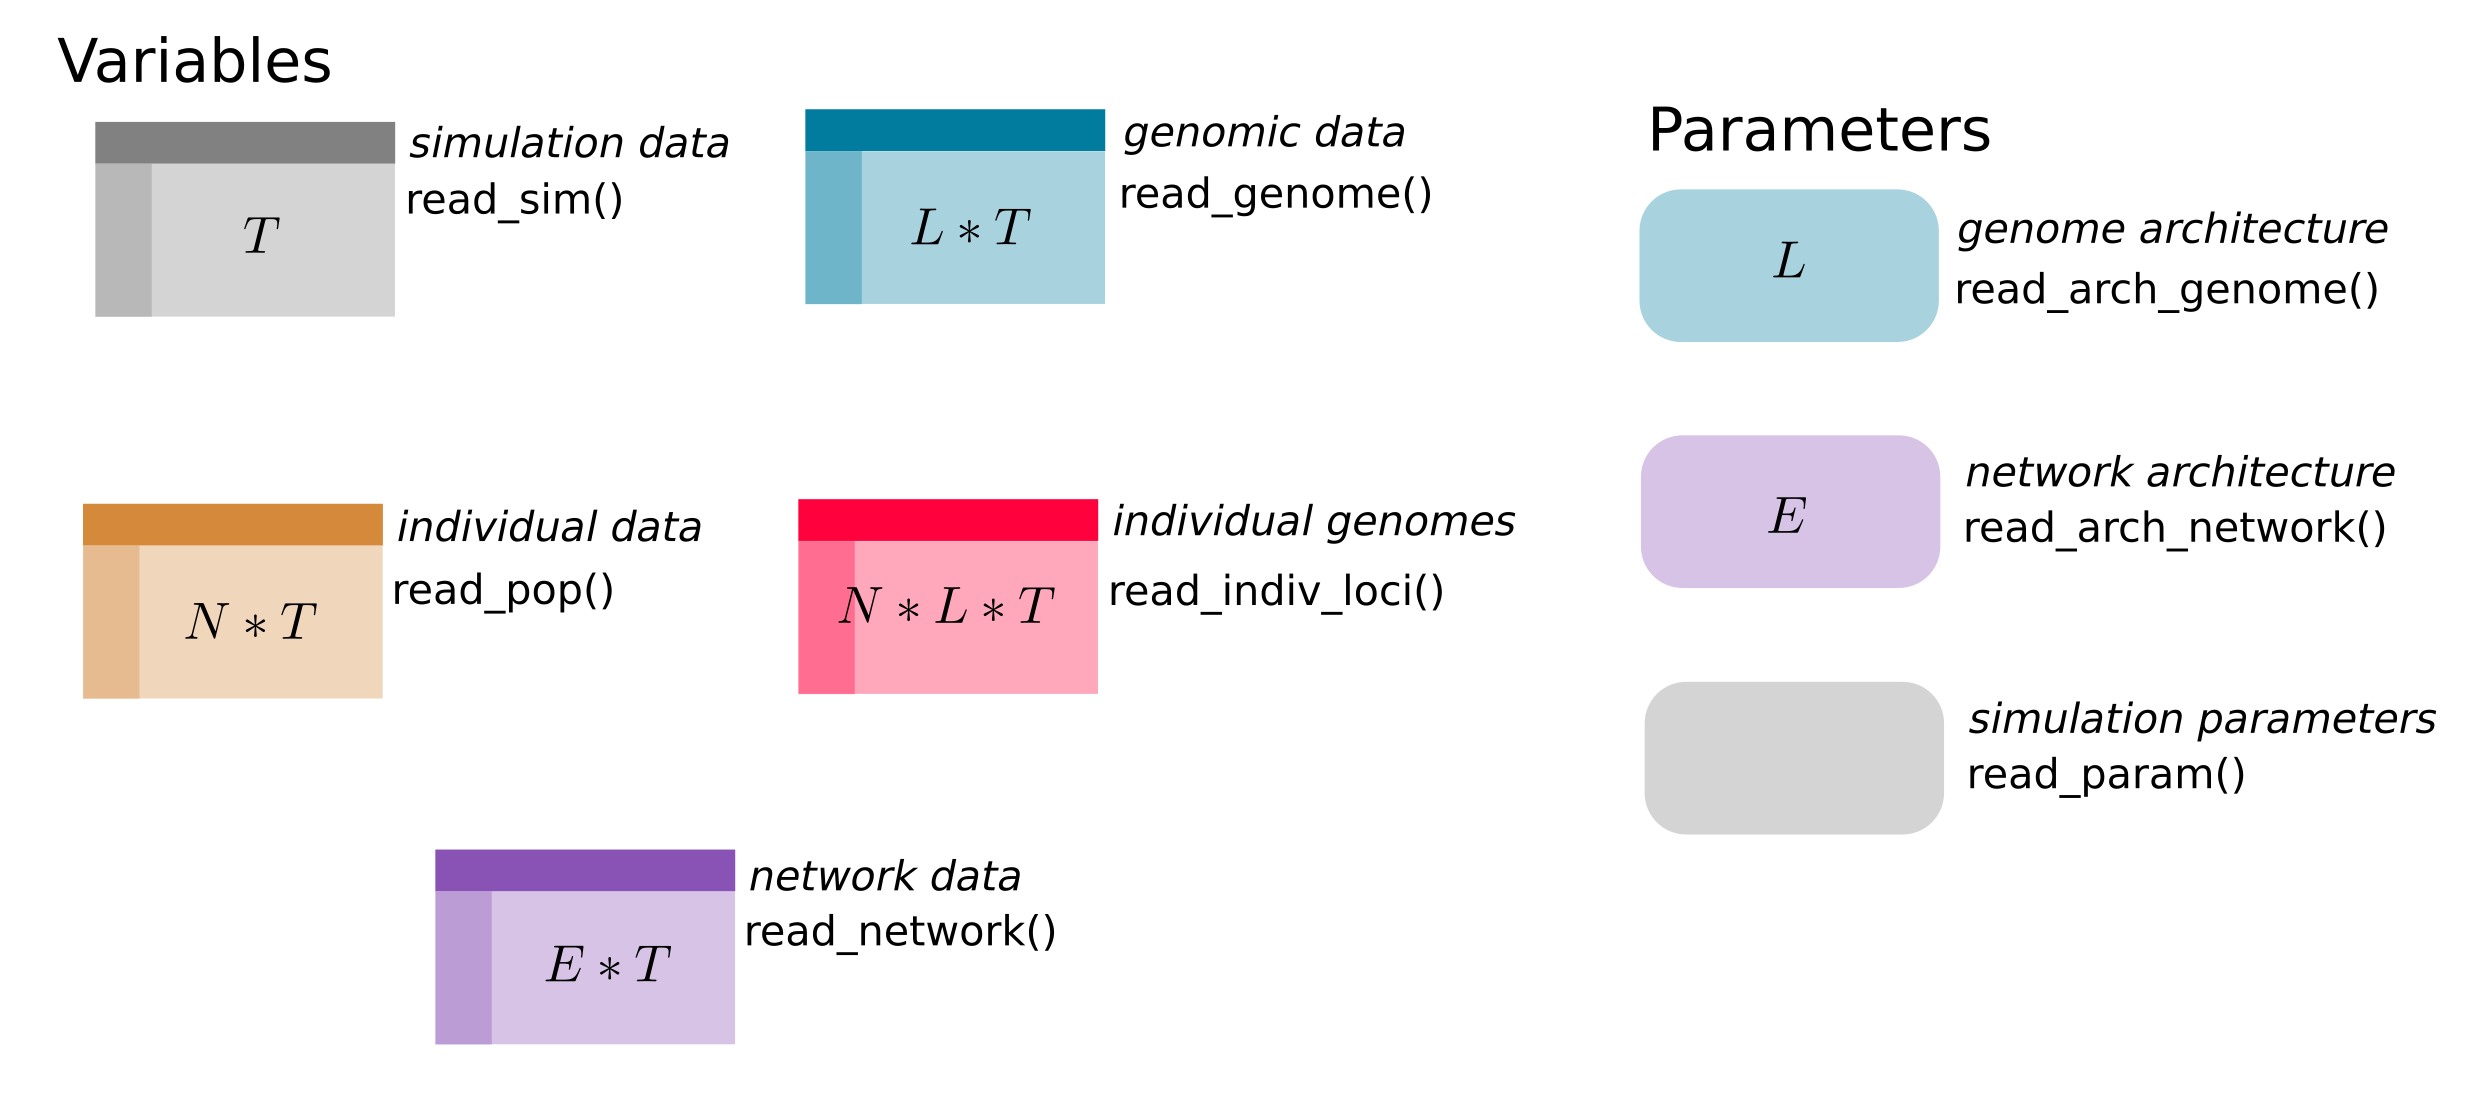 Variables
simulation data
read_sim()
T
genomic data
read_genome()
L * T
individual data
read_pop()
N * T
individual genomes
read_indiv_loci()
N * L * T
network data
read_network()
E * T
Parameters
genome architecture
read_arch_genome()
L
network architecture
read_arch_network()
E
simulation parameters
read_param()